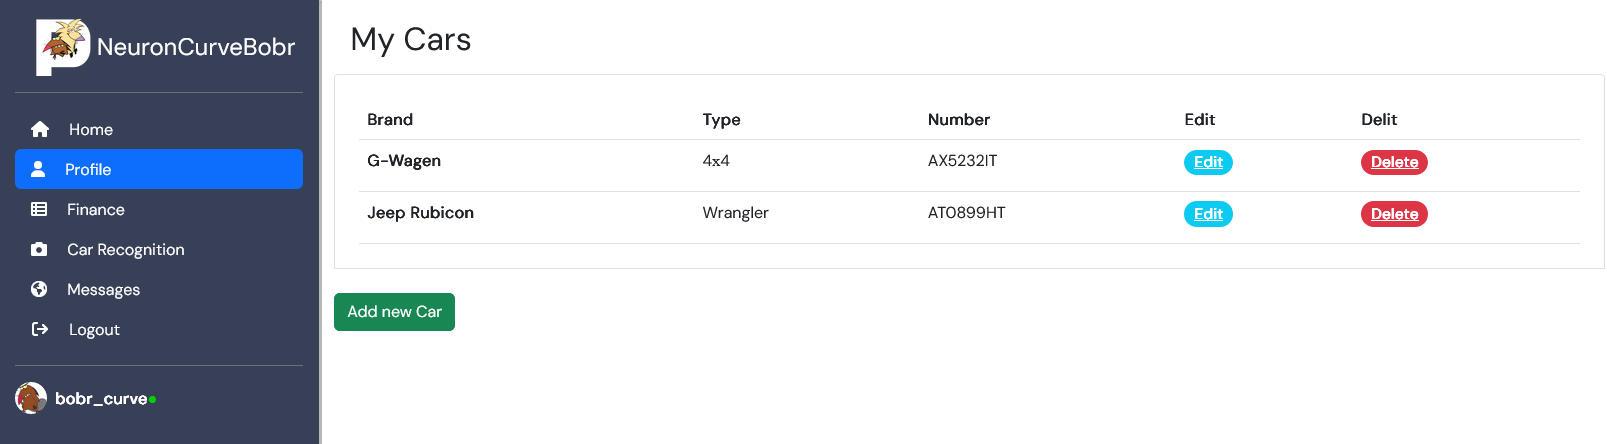 NeuronCurveBobr
Home
Profile
Finance
Car Recognition
Messages
Logout
bobr_curve
My Cars
Brand Type Number Edit Delit
G-Wagen 4x4 AX5232IT Edit Delete
Jeep Rubicon Wrangler AT0899HT Edit Delete
Add new Car